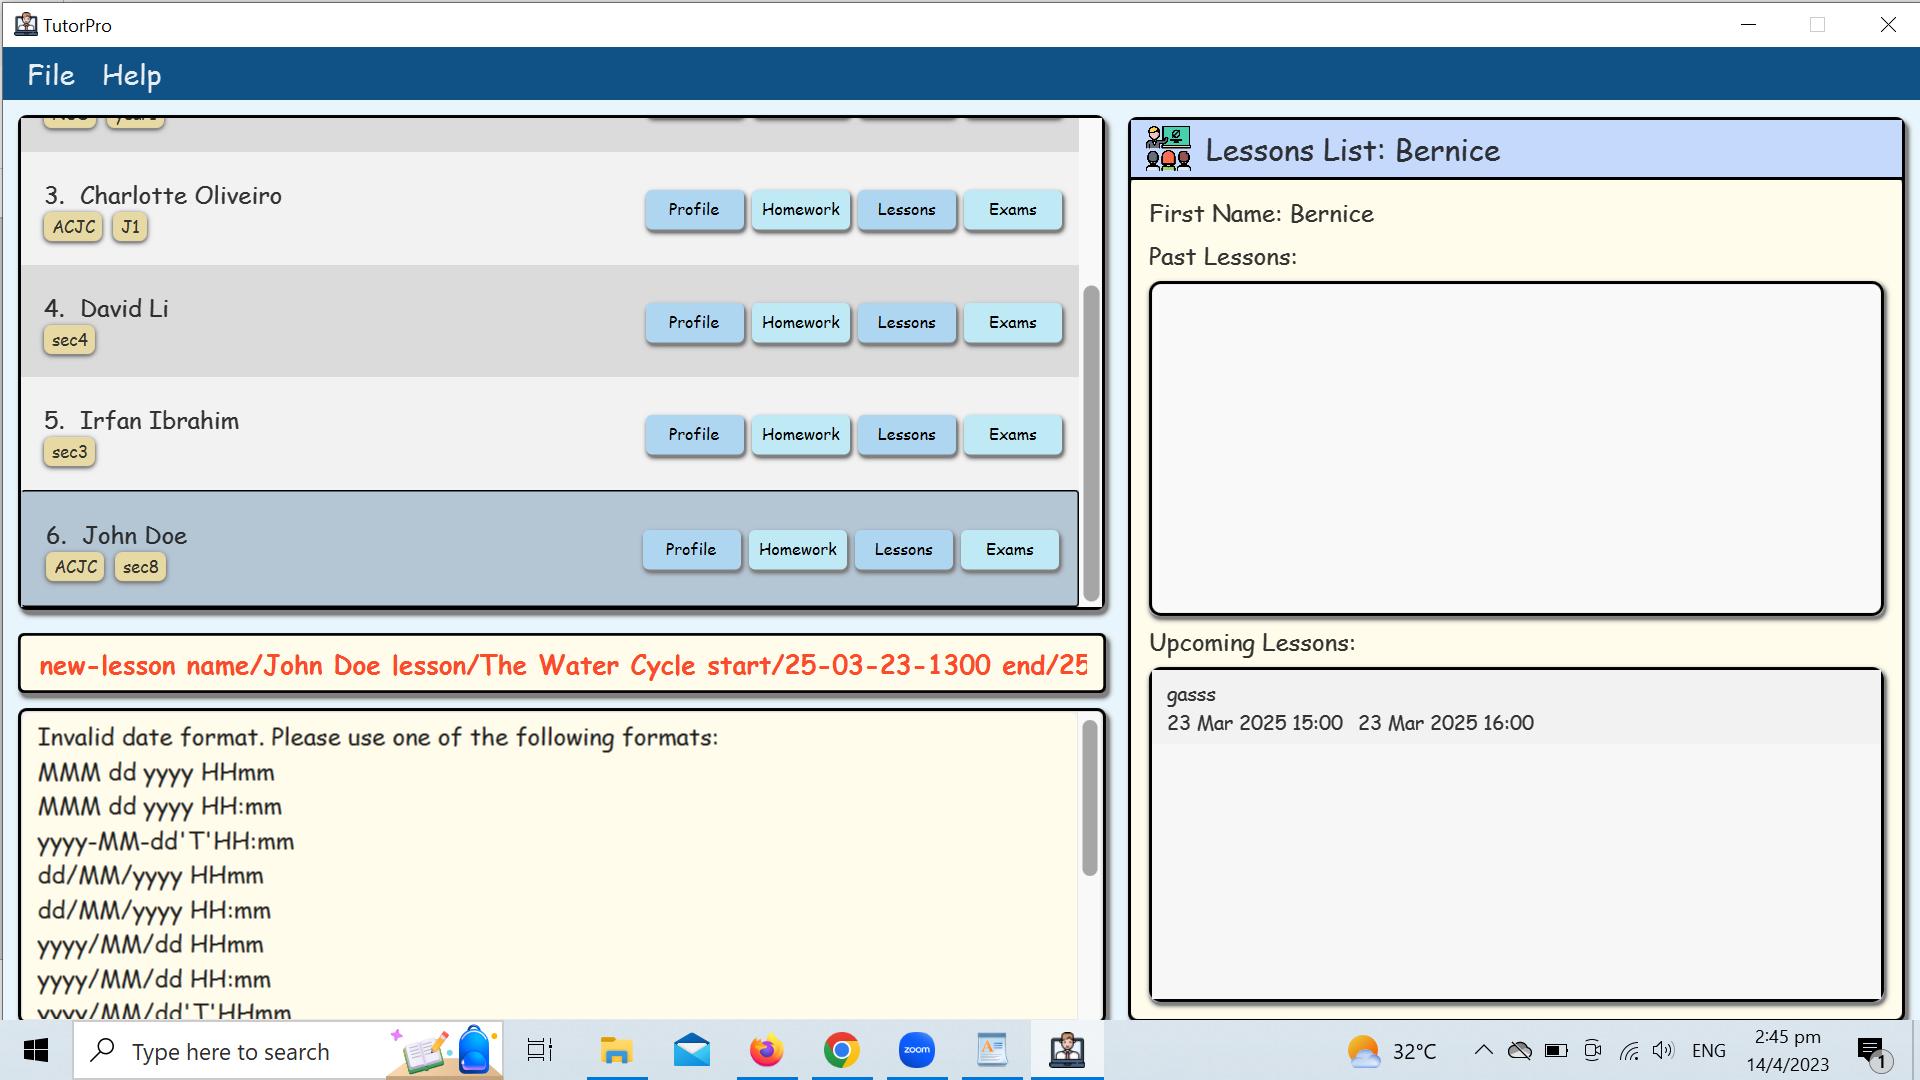 TutorPro
File Help
3. Charlotte Oliveiro
ACJC J1
Profile Homework Lessons Exams
4. David Li
sec4
Profile Homework Lessons Exams
5. Irfan Ibrahim
sec3
Profile Homework Lessons Exams
6. John Doe
ACJC sec8
Profile Homework Lessons Exams
new-lesson name/John Doe lesson/The Water Cycle start/25-03-23-1300 end/25
Invalid date format. Please use one of the following formats:
MMM dd yyyy HHmm
MMM dd yyyy HH:mm
yyyy-MM-dd'T'HH:mm
dd/MM/yyyy HHmm
dd/MM/yyyy HH:mm
yyyy/MM/dd HHmm
yyyy/MM/dd HH:mm
yyyy/MM/dd'T'HHmm
Lessons List: Bernice
First Name: Bernice
Past Lessons:
Upcoming Lessons:
gasss
23 Mar 2025 15:00 23 Mar 2025 16:00
Type here to search
zoom
32°C
ENG
2:45 pm
14/4/2023
1